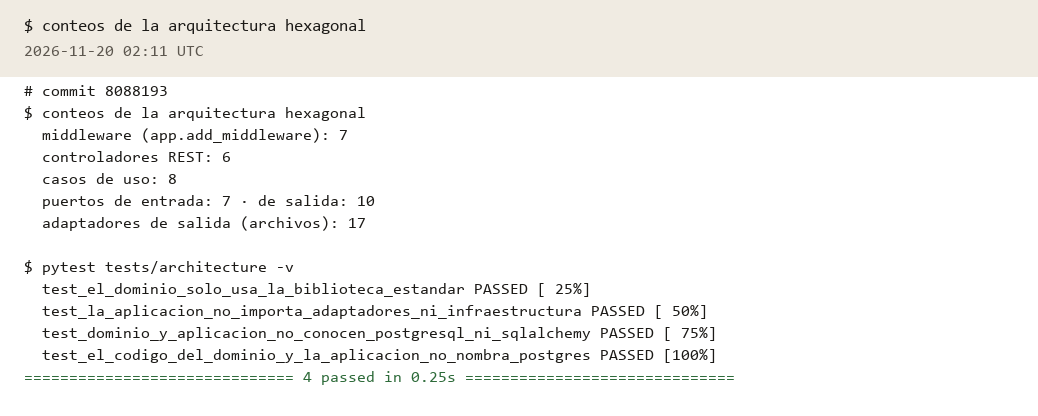 $ conteos de la arquitectura hexagonal
2026-11-20 02:11 UTC
# commit 8088193
$ conteos de la arquitectura hexagonal
middleware (app.add_middleware): 7
controladores REST: 6
casos de uso: 8
puertos de entrada: 7 · de salida: 10
adaptadores de salida (archivos): 17
$ pytest tests/architecture -v
test_el_dominio_solo_usa_la_biblioteca_estandar PASSED [ 25%]
test_la_aplicacion_no_importa_adaptadores_ni_infraestructura PASSED [ 50%]
test_dominio_y_aplicacion_no_conocen_postgresql_ni_sqlalchemy PASSED [ 75%]
test_el_codigo_del_dominio_y_la_aplicacion_no_nombra_postgres PASSED [100%]
============================== 4 passed in 0.25s ==============================